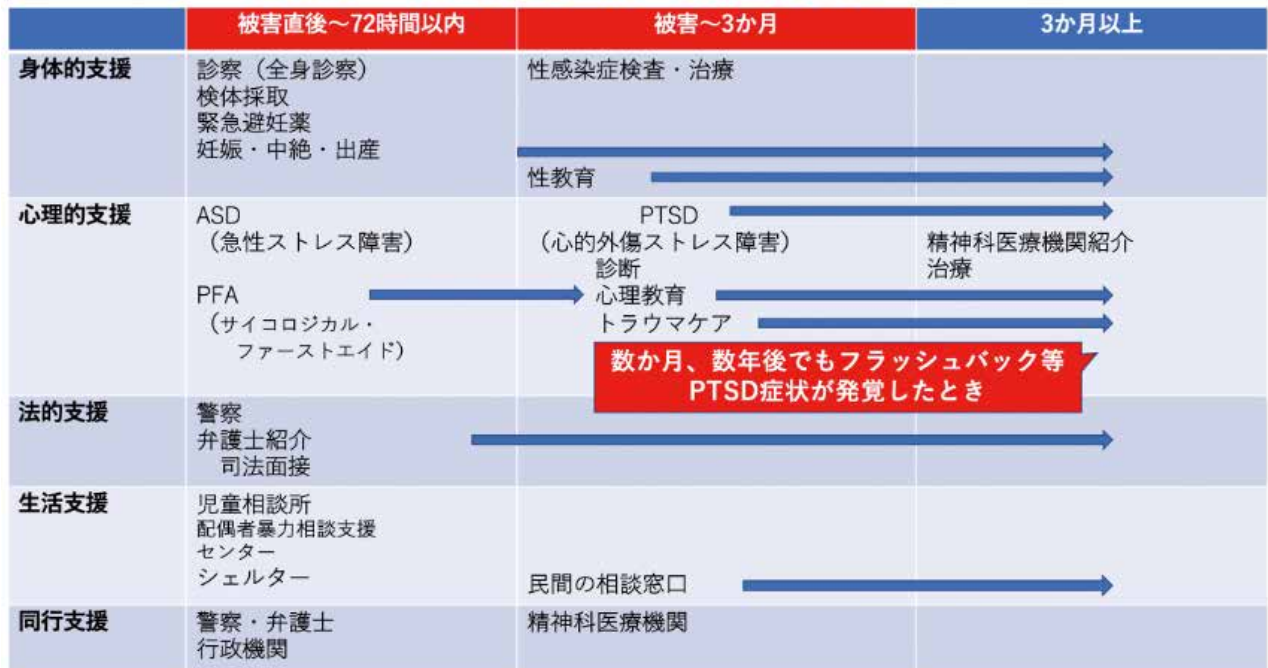 被害直後～72時間以内
被害～3か月
3か月以上
身体的支援
診察（全身診察）
検体採取
緊急避妊薬
妊娠・中絶・出産
性感染症検査・治療
性教育
心理的支援
ASD
（急性ストレス障害）
PFA
（サイコロジカル・
ファーストエイド）
PTSD
（心的外傷ストレス障害）
診断
心理教育
トラウマケア
精神科医療機関紹介
治療
数か月、数年後でもフラッシュバック等
PTSD症状が発覚したとき
法的支援
警察
弁護士紹介
司法面接
生活支援
児童相談所
配偶者暴力相談支援
センター
シェルター
民間の相談窓口
同行支援
警察・弁護士
行政機関
精神科医療機関